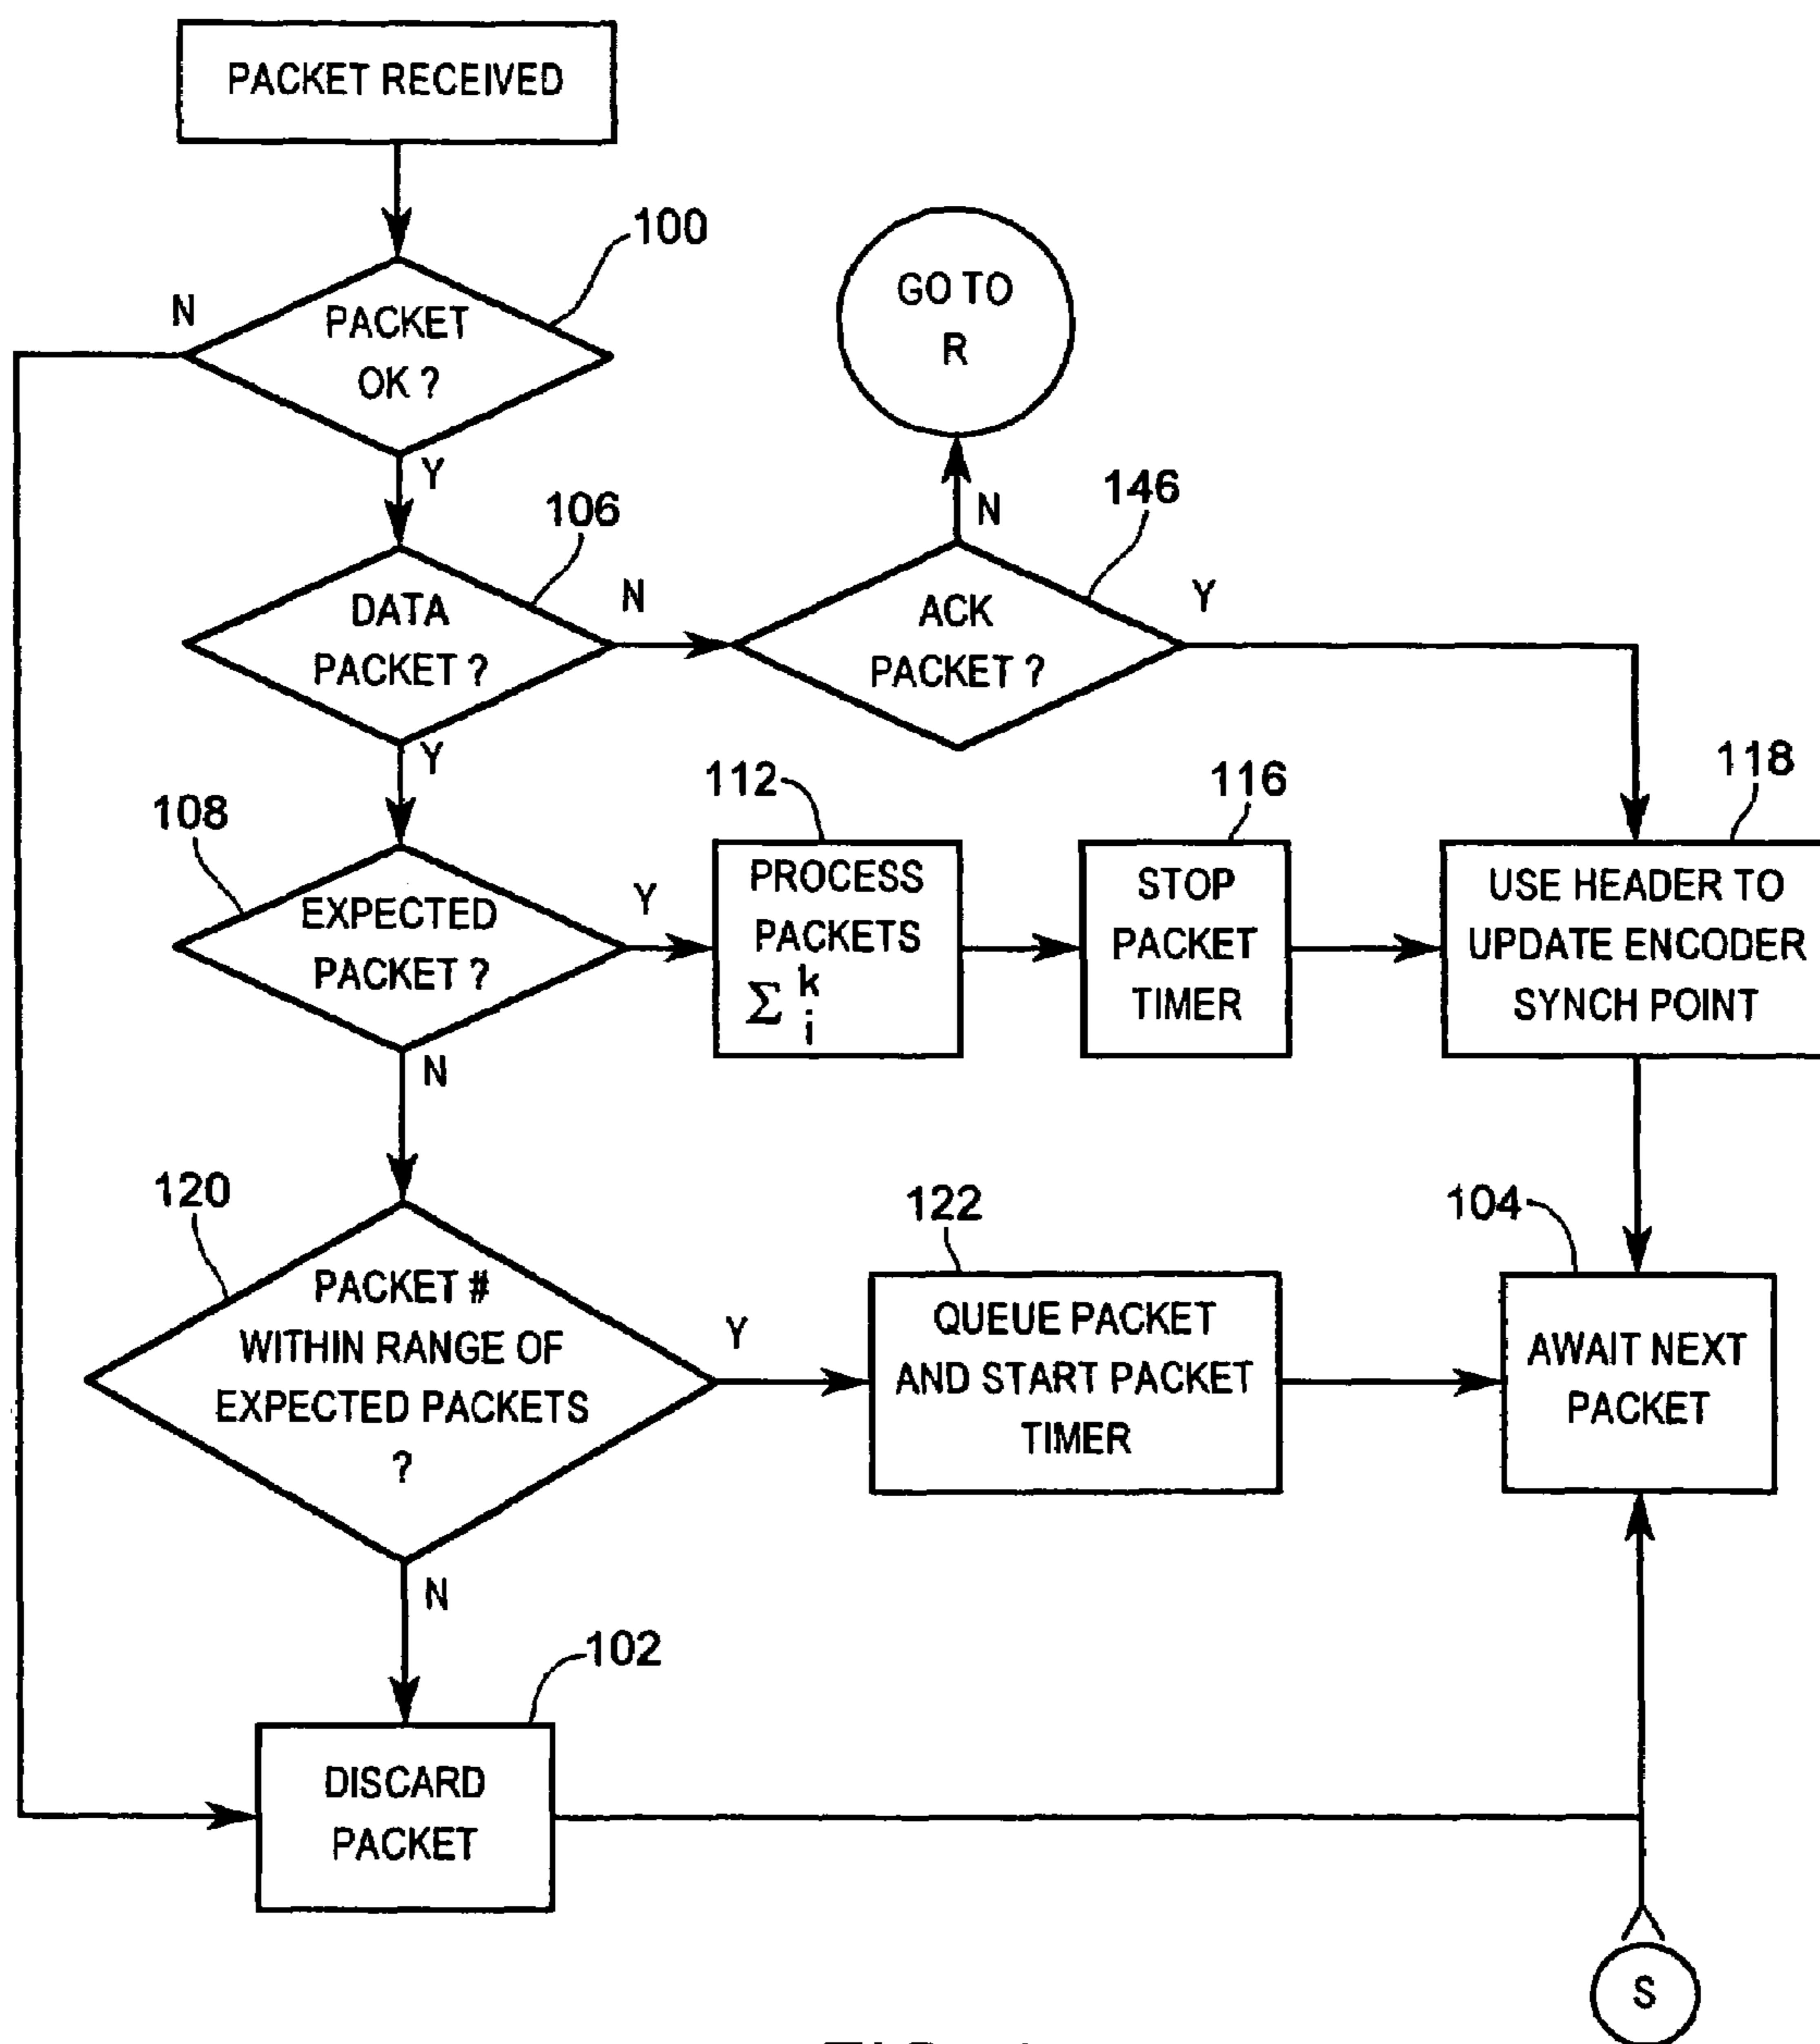 PACKET RECEIVED
100
N
PACKET
OK ?
Y
GO TO
R
106
N
146
N
DATA
PACKET ?
ACK
PACKET ?
Y
Y
108
112
116
118
EXPECTED
PACKET ?
Y
PROCESS
PACKETS
Σ k i
STOP
PACKET
TIMER
USE HEADER TO
UPDATE ENCODER
SYNCH POINT
N
120
122
104
PACKET #
WITHIN RANGE OF
EXPECTED PACKETS
?
Y
QUEUE PACKET
AND START PACKET
TIMER
AWAIT NEXT
PACKET
N
102
DISCARD
PACKET
S